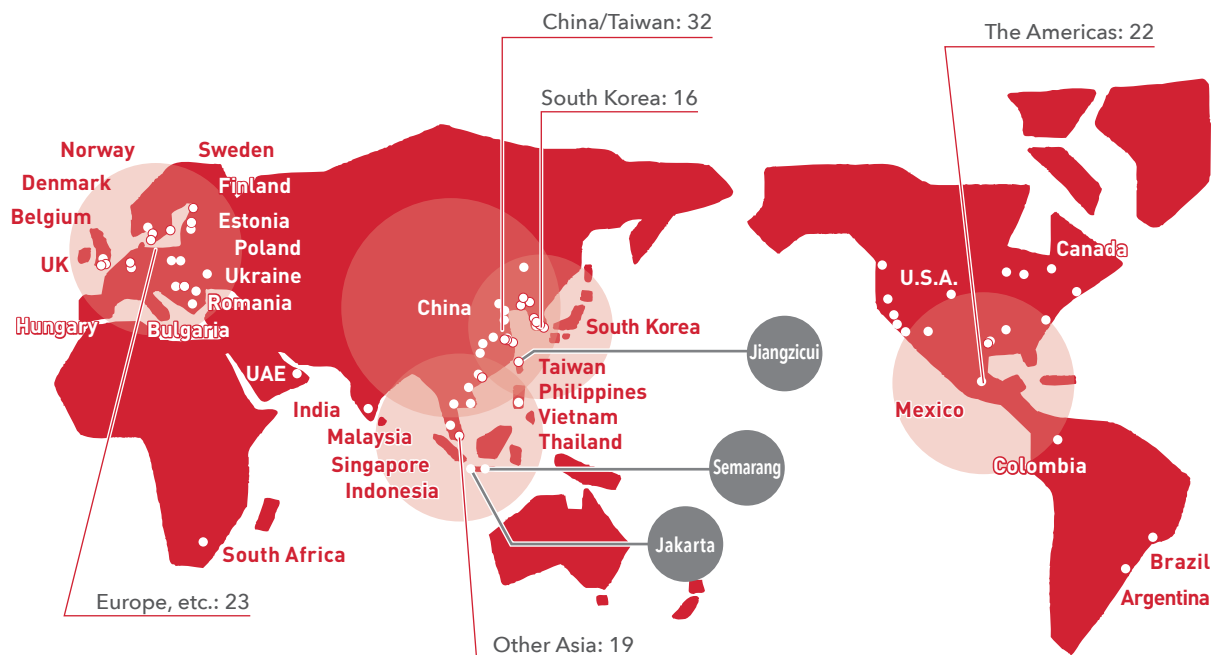 China/Taiwan: 32
The Americas: 22
South Korea: 16
Norway
Sweden
Denmark
Finland
Belgium
Estonia
Poland
UK
Ukraine
Romania
Hungary
Bulgaria
China
South Korea
Canada
U.S.A.
Jiangzicui
UAE
Taiwan
India
Philippines
Mexico
Malaysia
Vietnam
Thailand
Singapore
Semarang
Colombia
Indonesia
Jakarta
South Africa
Brazil
Argentina
Europe, etc.: 23
Other Asia: 19